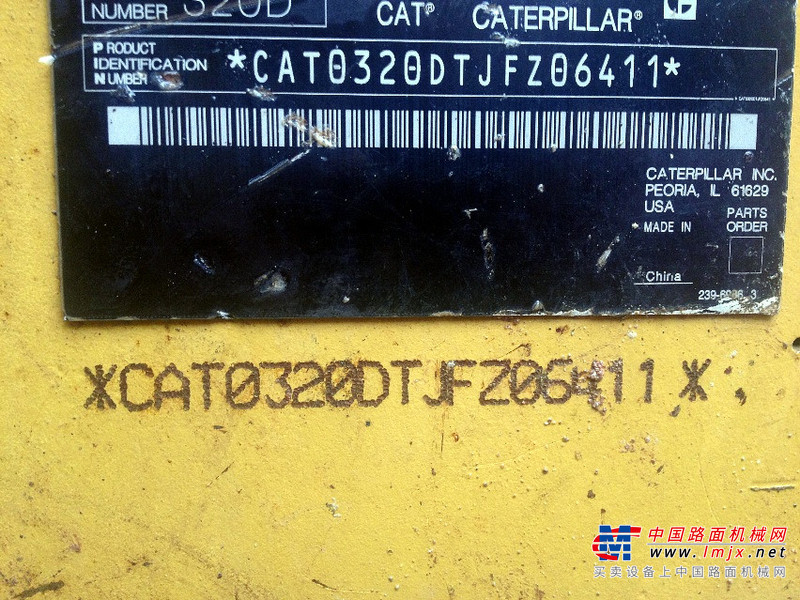 NUMBER 320D
CAT® CATERPILLAR®
PRODUCT
IDENTIFICATION
NUMBER
*CAT0320DTJFZ06411*
CATERPILLAR INC.
PEORIA, IL 61629
USA
PARTS
MADE IN ORDER
China
*CAT0320DTJFZ06411*
CM 中国路面机械网
www.lmjx.net
买卖设备上中国路面机械网